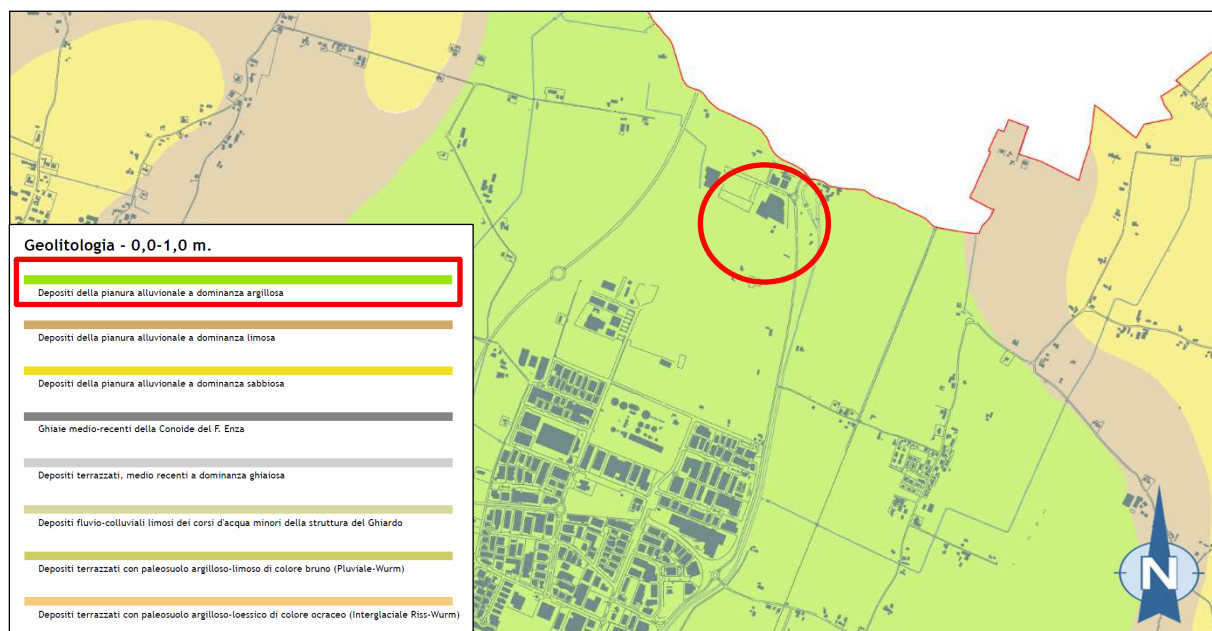 Geolitologia - 0,0-1,0 m.
Depositi della pianura alluvionale a dominanza argillosa
Depositi della pianura alluvionale a dominanza limosa
Depositi della pianura alluvionale a dominanza sabbiosa
Ghiaie medio-recenti della Conoide del F. Enza
Depositi terrazzati, medio recenti a dominanza ghiaiosa
Depositi fluvio-colluviali limosi dei corsi d'acqua minori della struttura del Ghiardo
Depositi terrazzati con paleosuolo argilloso-limoso di colore bruno (Pluviale-Wurm)
Depositi terrazzati con paleosuolo argilloso-loessico di colore ocraceo (Interglaciale Riss-Wurm)
N